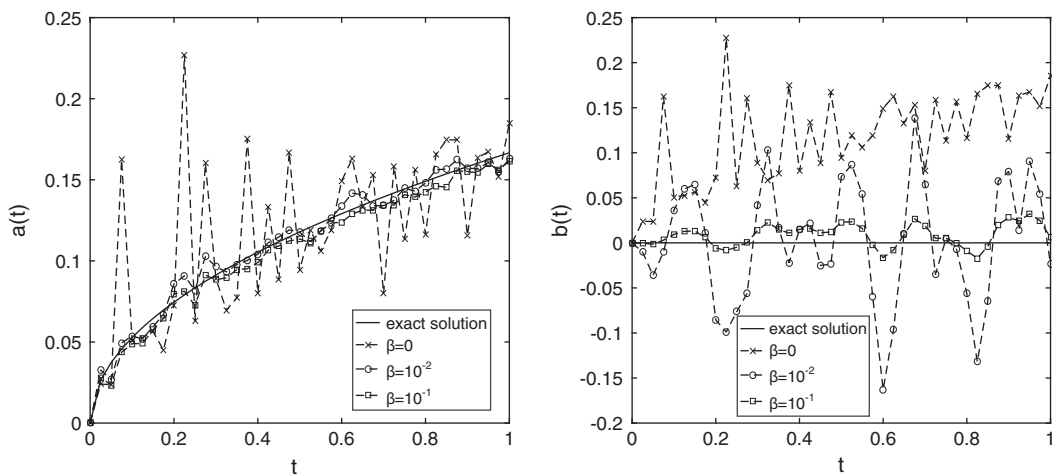 0.25
0.2
0.15
0.1
0.05
0
0 0.2 0.4 0.6 0.8 1
t
a(t)
exact solution
β=0
β=10⁻²
β=10⁻¹
0.25
0.2
0.15
0.1
0.05
0
-0.05
-0.1
-0.15
-0.2
0 0.2 0.4 0.6 0.8 1
t
b(t)
exact solution
β=0
β=10⁻²
β=10⁻¹